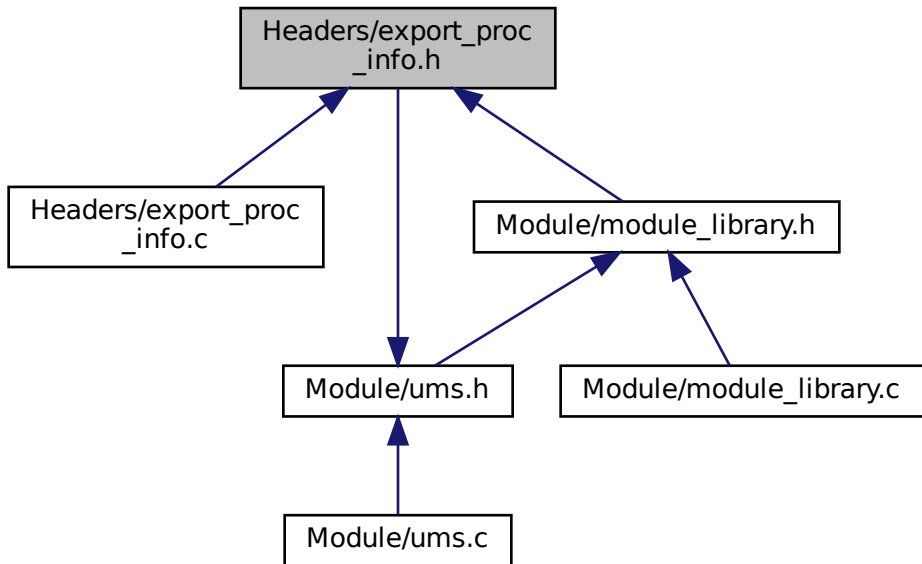 Headers/export_proc
_info.h
Headers/export_proc
_info.c
Module/module_library.h
Module/ums.h
Module/module_library.c
Module/ums.c